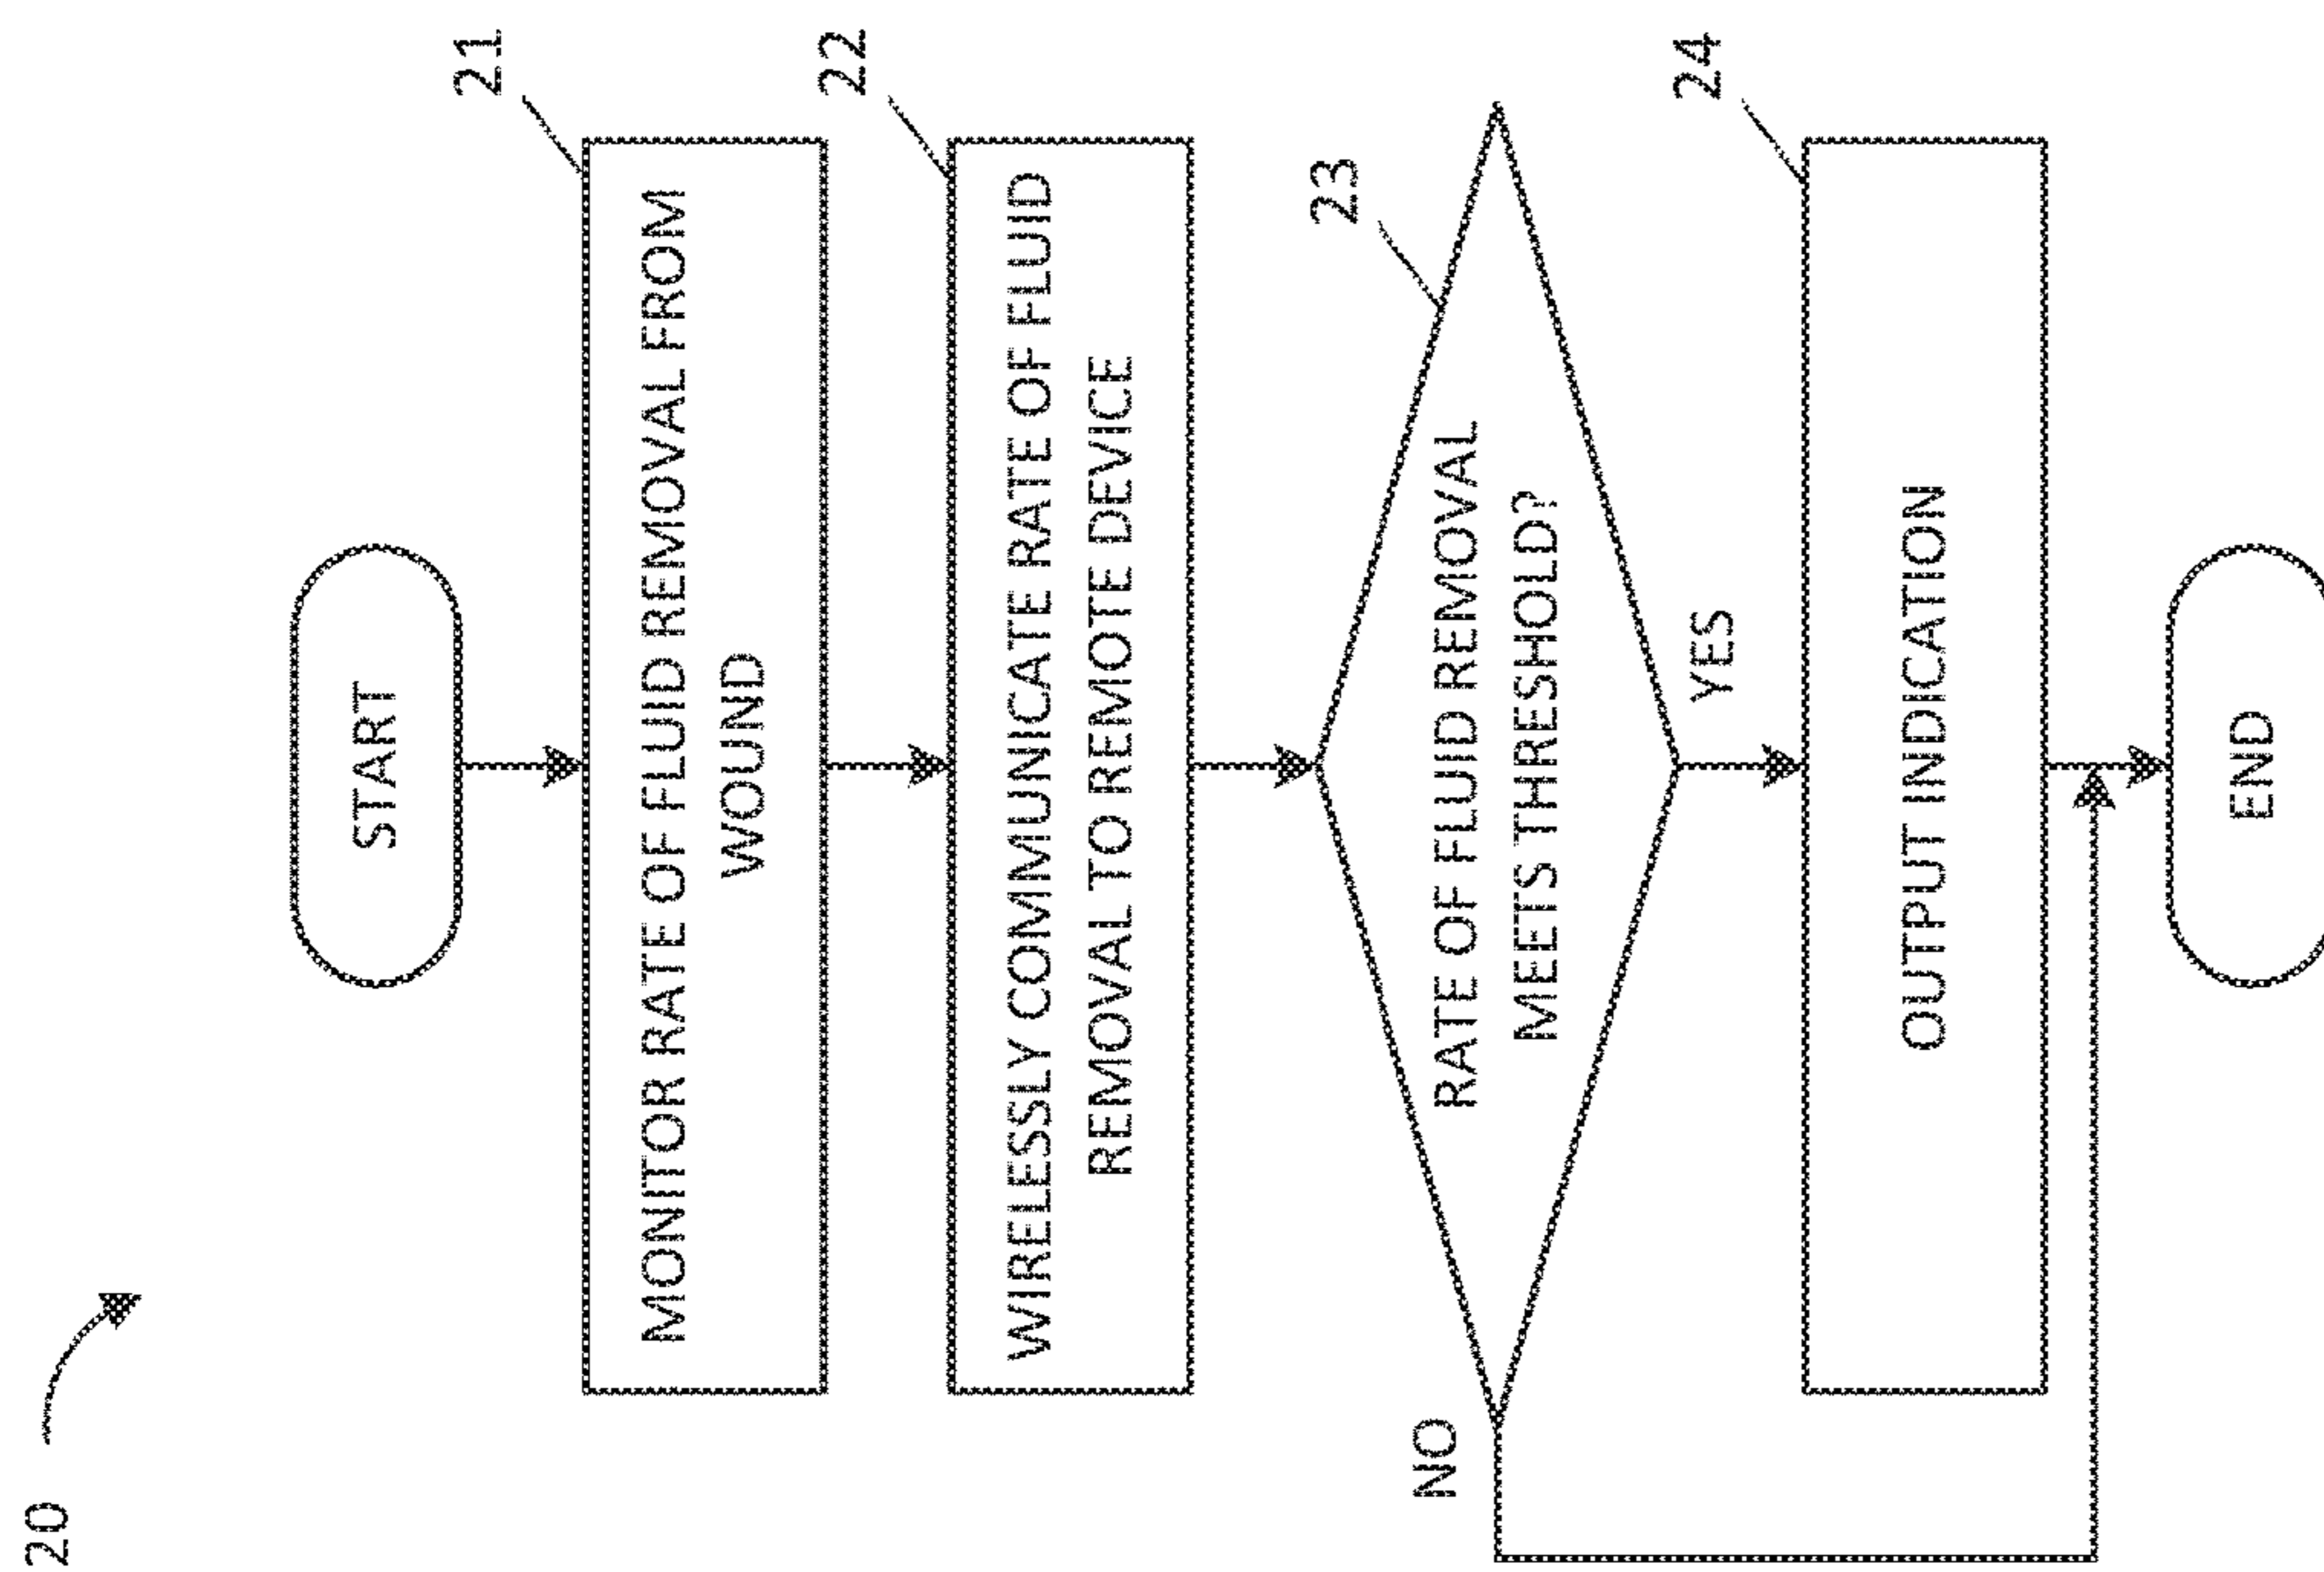 20
START
21
MONITOR RATE OF FLUID REMOVAL FROM
WOUND
22
WIRELESSLY COMMUNICATE RATE OF FLUID
REMOVAL TO REMOTE DEVICE
23
RATE OF FLUID REMOVAL
MEETS THRESHOLD?
NO
YES
24
OUTPUT INDICATION
END